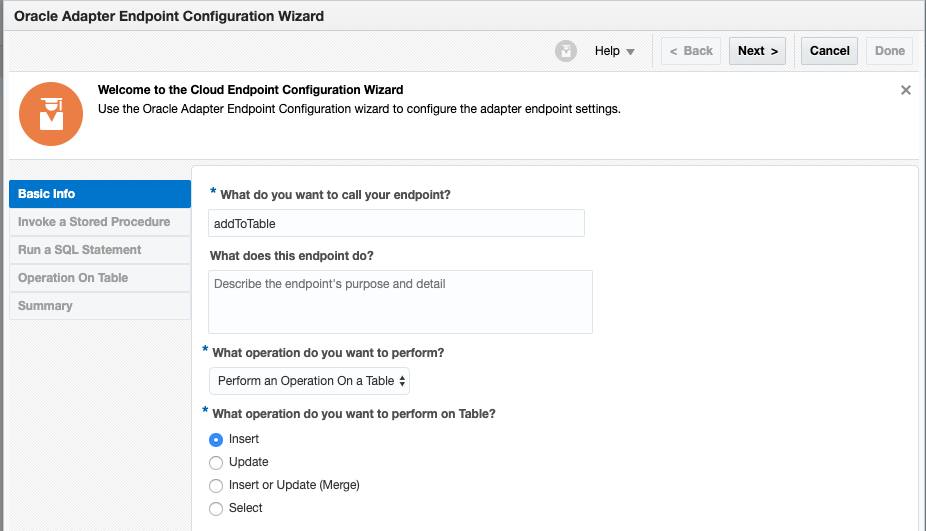 Oracle Adapter Endpoint Configuration Wizard
Help
< Back
Next >
Cancel
Done
Welcome to the Cloud Endpoint Configuration Wizard
Use the Oracle Adapter Endpoint Configuration wizard to configure the adapter endpoint settings.
Basic Info
Invoke a Stored Procedure
Run a SQL Statement
Operation On Table
Summary
* What do you want to call your endpoint?
addToTable
What does this endpoint do?
Describe the endpoint's purpose and detail
* What operation do you want to perform?
Perform an Operation On a Table
* What operation do you want to perform on Table?
Insert
Update
Insert or Update (Merge)
Select